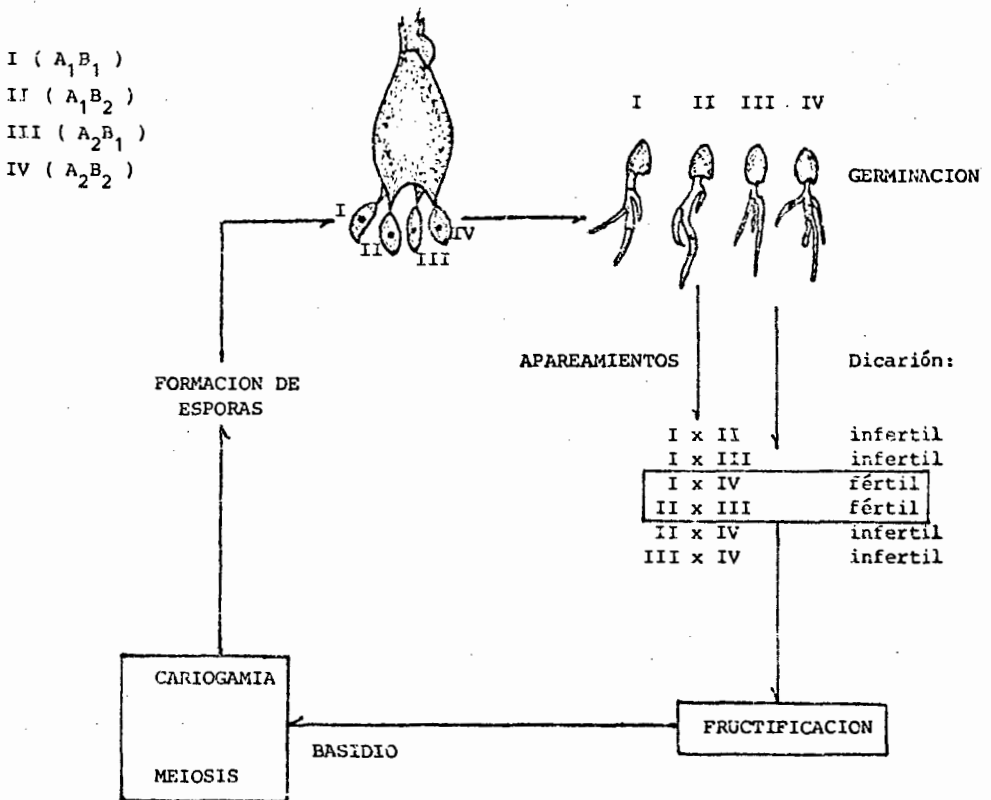 I ( A₁B₁ )
II ( A₁B₂ )
III ( A₂B₁ )
IV ( A₂B₂ )
I II III IV
GERMINACION
I
II
III
IV
APAREAMIENTOS
Dicarión:
FORMACION DE
ESPORAS
I x II infertil
I x III infertil
I x IV fértil
II x III fértil
II x IV infertil
III x IV infertil
CARIOGAMIA
MEIOSIS
BASIDIO
FRUCTIFICACION